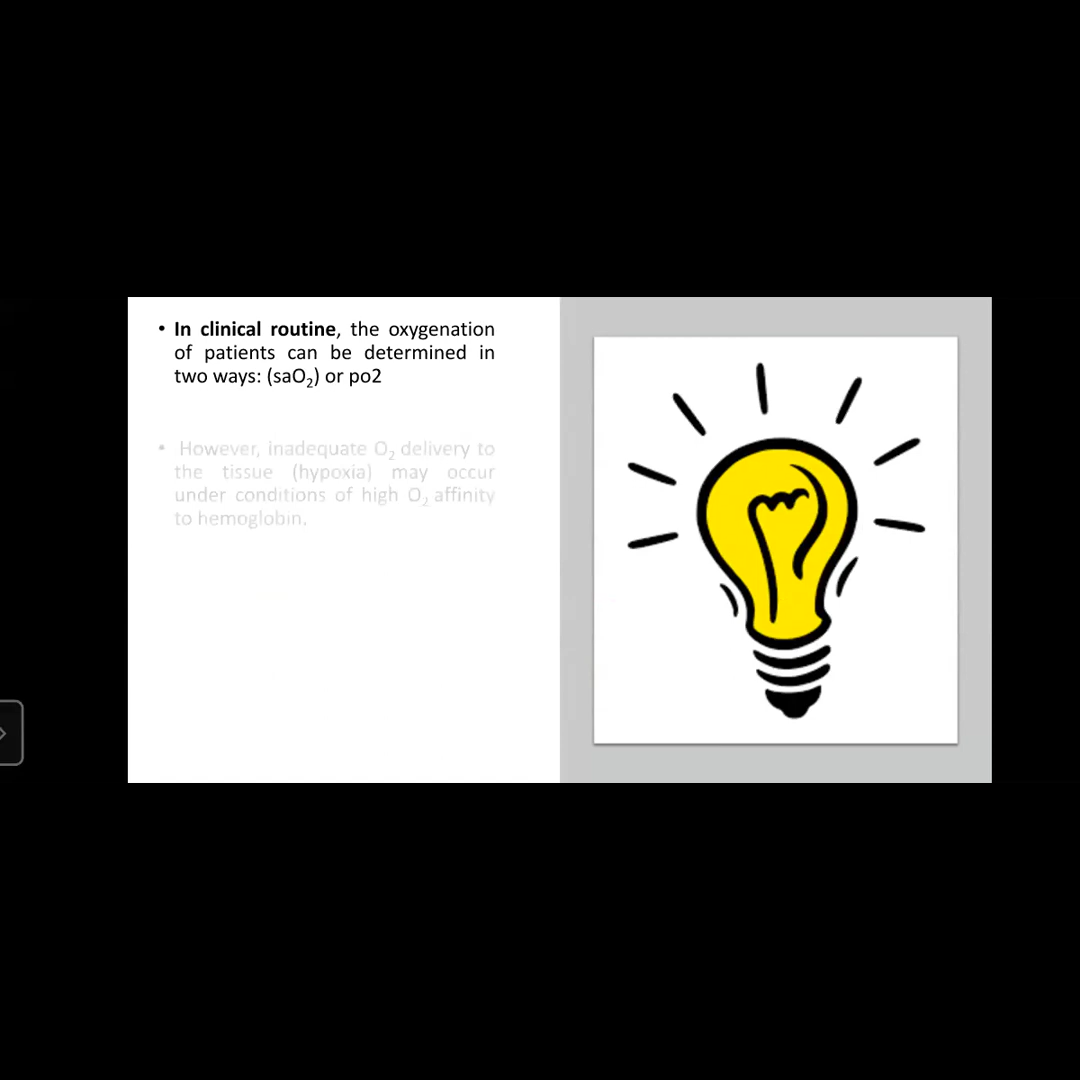 • In clinical routine, the oxygenation
of patients can be determined in
two ways: (saO₂) or po2
• However, inadequate O₂ delivery to
the tissue (hypoxia) may occur
under conditions of high O₂ affinity
to hemoglobin.